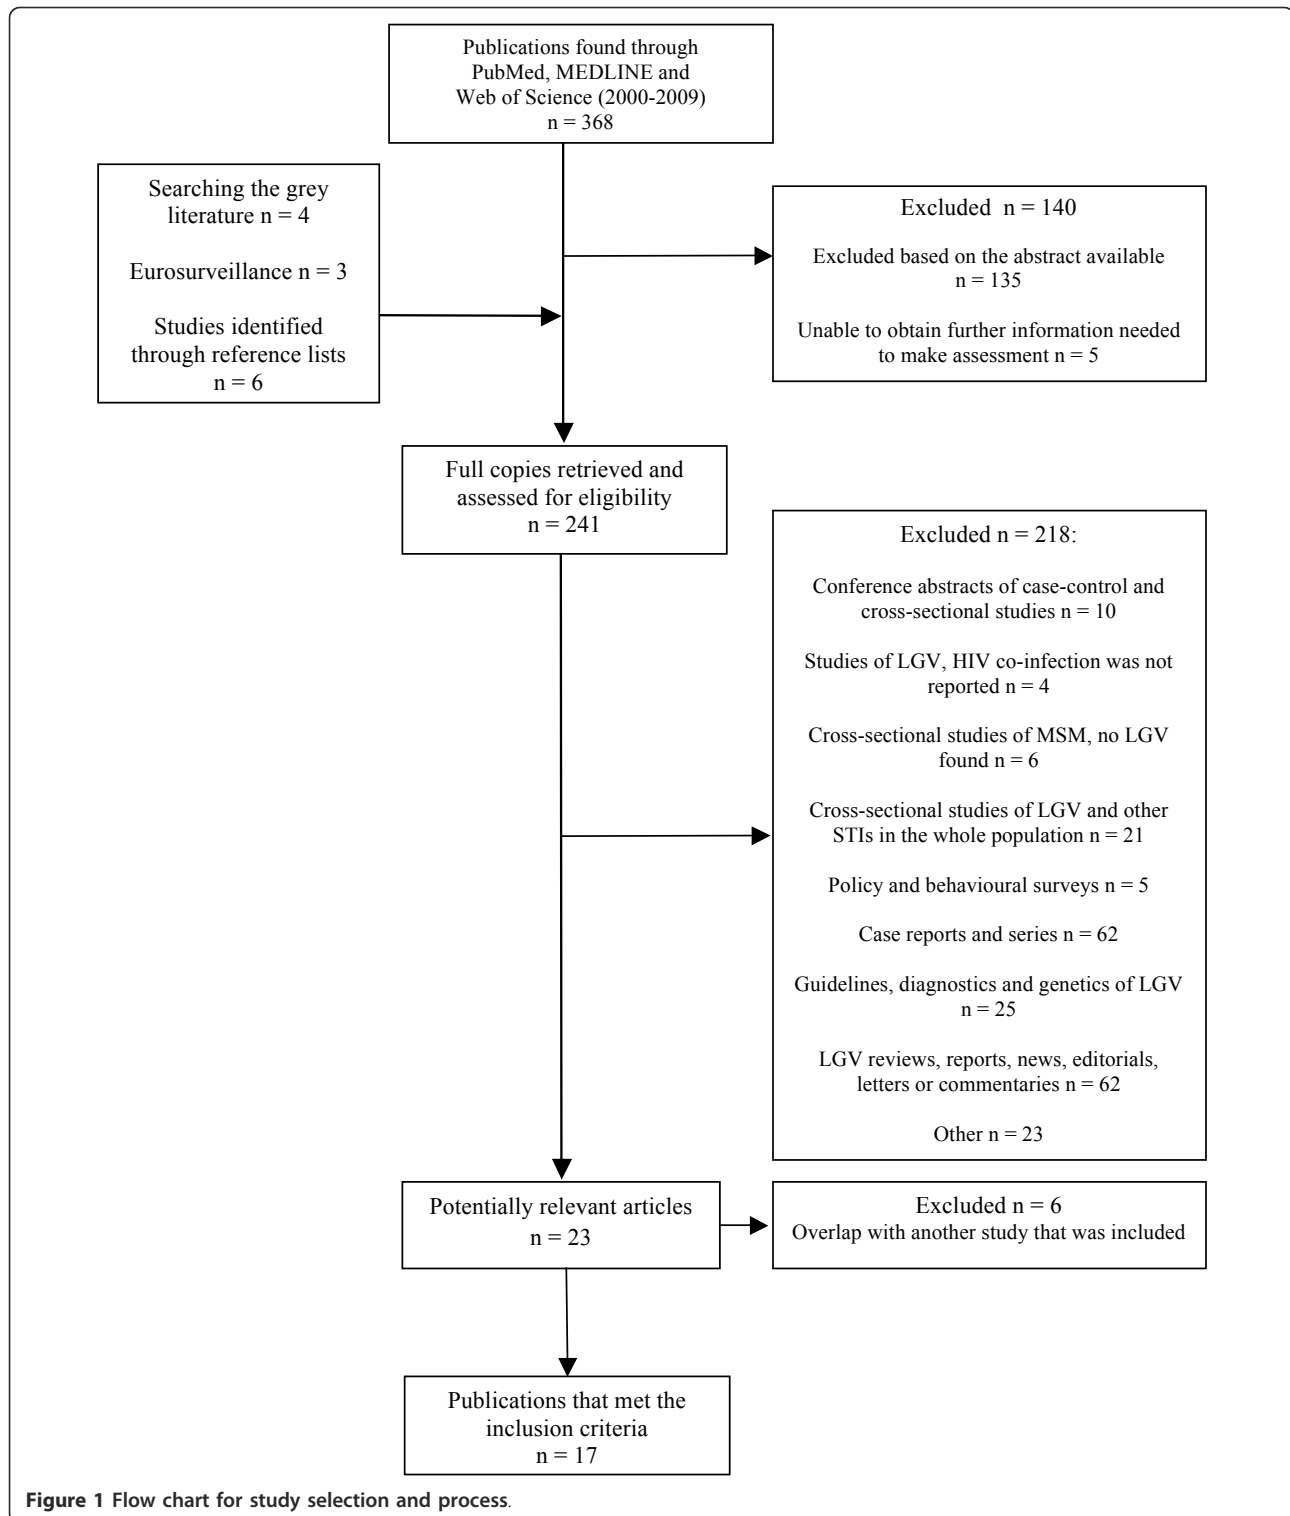 Publications found through
PubMed, MEDLINE and
Web of Science (2000-2009)
n = 368
Searching the grey
literature n = 4
Eurosurveillance n = 3
Studies identified
through reference lists
n = 6
Excluded n = 140
Excluded based on the abstract available
n = 135
Unable to obtain further information needed
to make assessment n = 5
Full copies retrieved and
assessed for eligibility
n = 241
Excluded n = 218:
Conference abstracts of case-control and
cross-sectional studies n = 10
Studies of LGV, HIV co-infection was not
reported n = 4
Cross-sectional studies of MSM, no LGV
found n = 6
Cross-sectional studies of LGV and other
STIs in the whole population n = 21
Policy and behavioural surveys n = 5
Case reports and series n = 62
Guidelines, diagnostics and genetics of LGV
n = 25
LGV reviews, reports, news, editorials,
letters or commentaries n = 62
Other n = 23
Potentially relevant articles
n = 23
Excluded n = 6
Overlap with another study that was included
Publications that met the
inclusion criteria
n = 17
Figure 1 Flow chart for study selection and process.